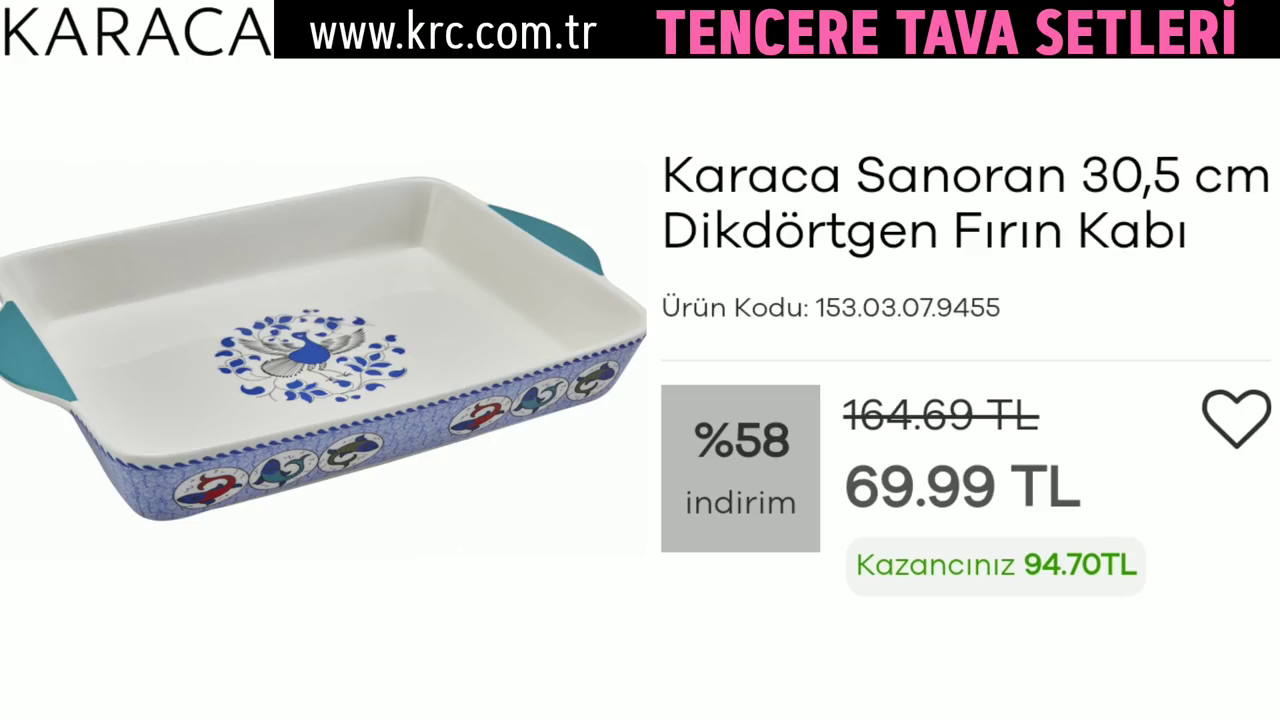 KARACA
www.krc.com.tr
TENCERE TAVA SETLERİ
Karaca Sanoran 30,5 cm
Dikdörtgen Fırın Kabı
Ürün Kodu: 153.03.07.9455
%58
indirim
164.69 TL
69.99 TL
Kazancınız 94.70TL